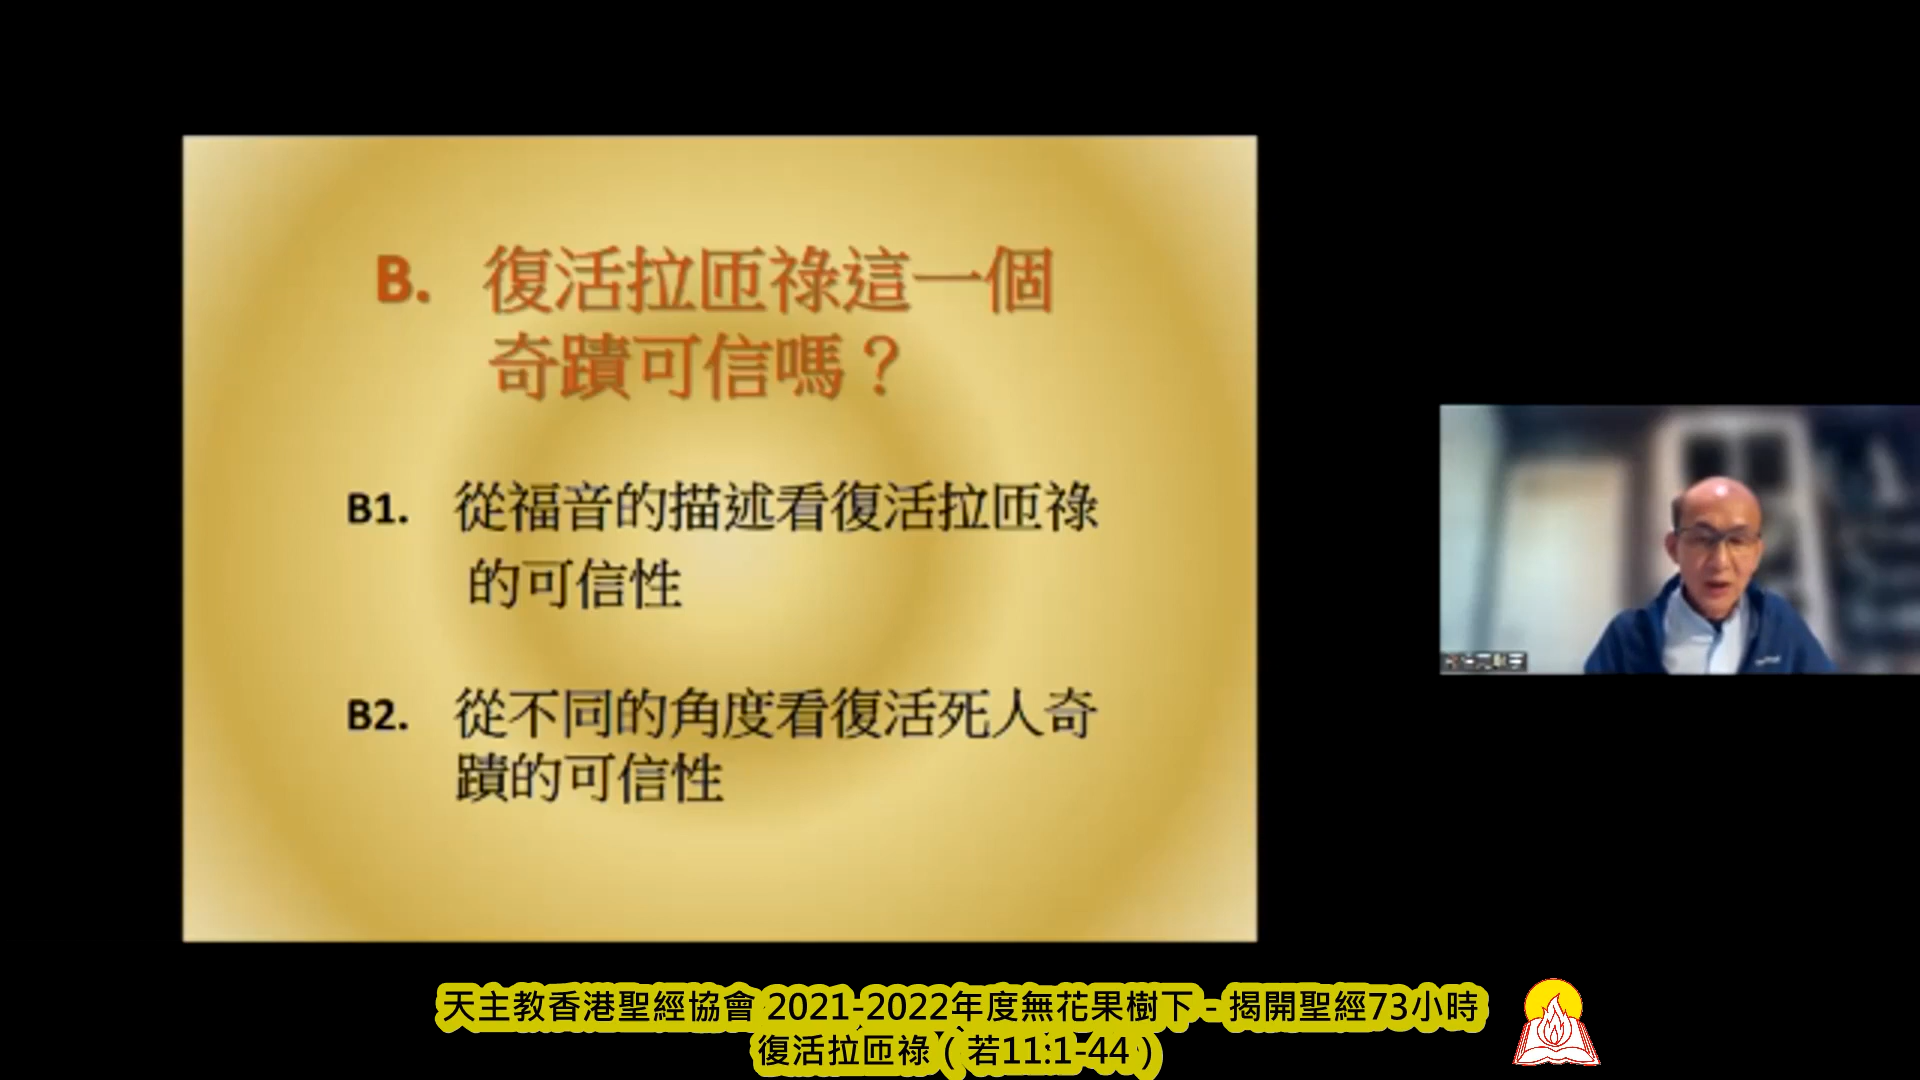 B. 復活拉匝祿這一個
奇蹟可信嗎？
B1. 從福音的描述看復活拉匝祿
的可信性
B2. 從不同的角度看復活死人奇
蹟的可信性
天主教香港聖經協會 2021-2022年度無花果樹下 - 揭開聖經73小時
復活拉匝祿（若11:1-44）